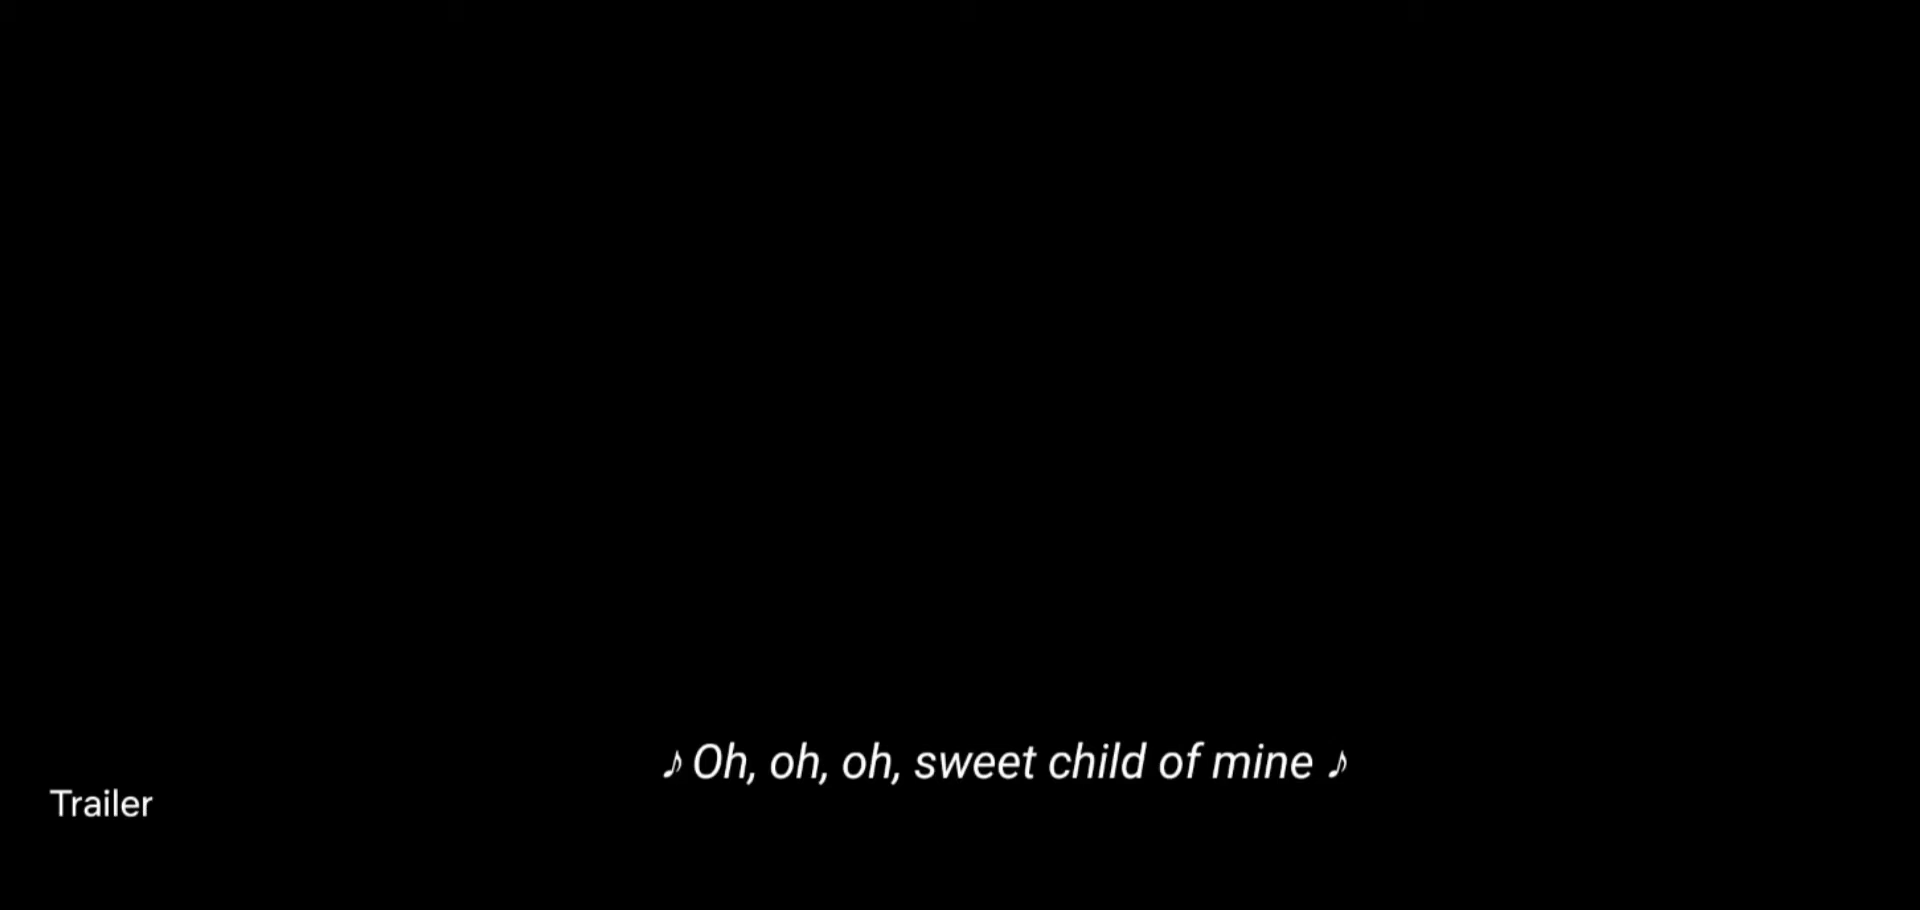 ♪ Oh, oh, oh, sweet child of mine ♪
Trailer